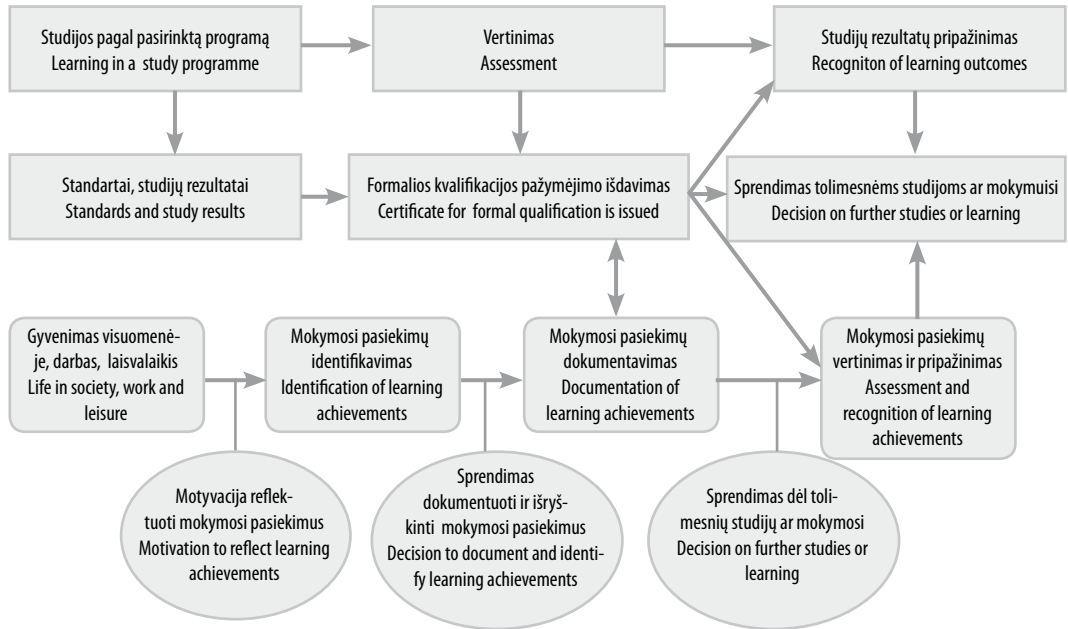 Studijos pagal pasirinktą programą
Learning in a study programme
Vertinimas
Assessment
Studijų rezultatų pripažinimas
Recogniton of learning outcomes
Standartai, studijų rezultatai
Standards and study results
Formalios kvalifikacijos pažymėjimo išdavimas
Certificate for formal qualification is issued
Sprendimas tolimesnėms studijoms ar mokymuisi
Decision on further studies or learning
Gyvenimas visuomenė-
je, darbas, laisvalaikis
Life in society, work and
leisure
Mokymosi pasiekimų
identifikavimas
Identification of learning
achievements
Mokymosi pasiekimų
dokumentavimas
Documentation of
learning achievements
Mokymosi pasiekimų
vertinimas ir pripažinimas
Assessment and
recognition of learning
achievements
Motyvacija reflek-
tuoti mokymosi pasiekimus
Motivation to reflect learning
achievements
Sprendimas
dokumentuoti ir išryš-
kinti mokymosi pasiekimus
Decision to document and identi-
fy learning achievements
Sprendimas dėl toli-
mesnių studijų ar mokymosi
Decision on further studies or
learning